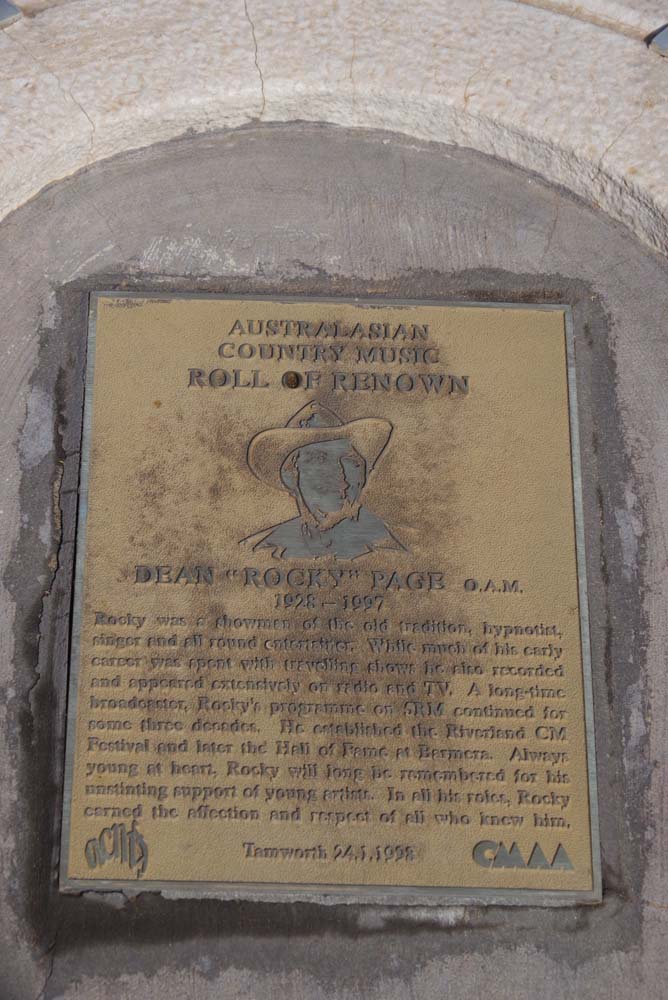 AUSTRALASIAN
COUNTRY MUSIC
ROLL OF RENOWN
DEAN "ROCKY" PAGE O.A.M.
1928 – 1997
Rocky was a showman of the old tradition, hypnotist,
singer and all round entertainer. While much of his early
career was spent with travelling shows he also recorded
and appeared extensively on radio and TV. A long-time
broadcaster, Rocky's programme on 5RM continued for
some three decades. He established the Riverland CM
Festival and later the Hall of Fame at Barmera. Always
young at heart, Rocky will long be remembered for his
unstinting support of young artists. In all his roles, Rocky
earned the affection and respect of all who knew him.
Tamworth 24.1.1998
CMAA